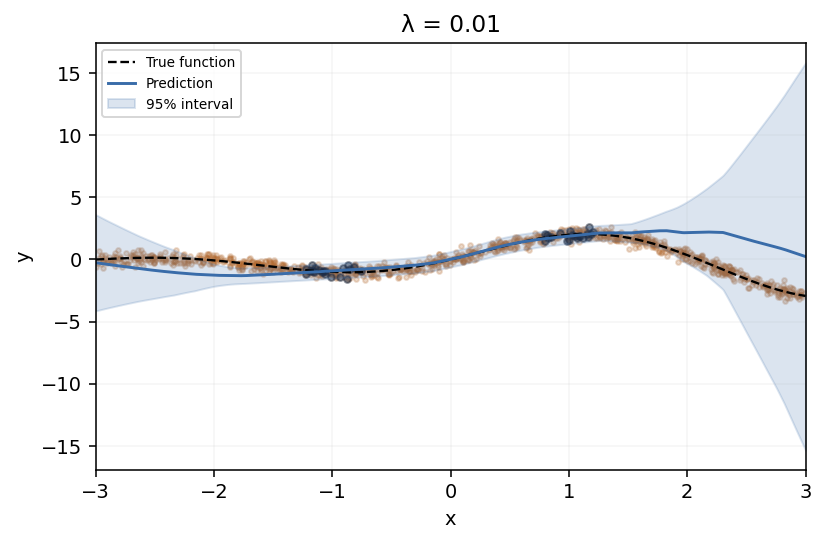 λ = 0.01
True function
Prediction
95% interval
15
10
5
0
−5
−10
−15
y
−3 −2 −1 0 1 2 3
x